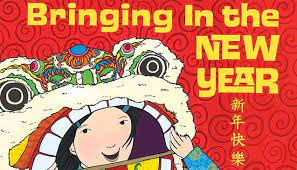 Bringing In the
NEW
YEAR
新年快樂